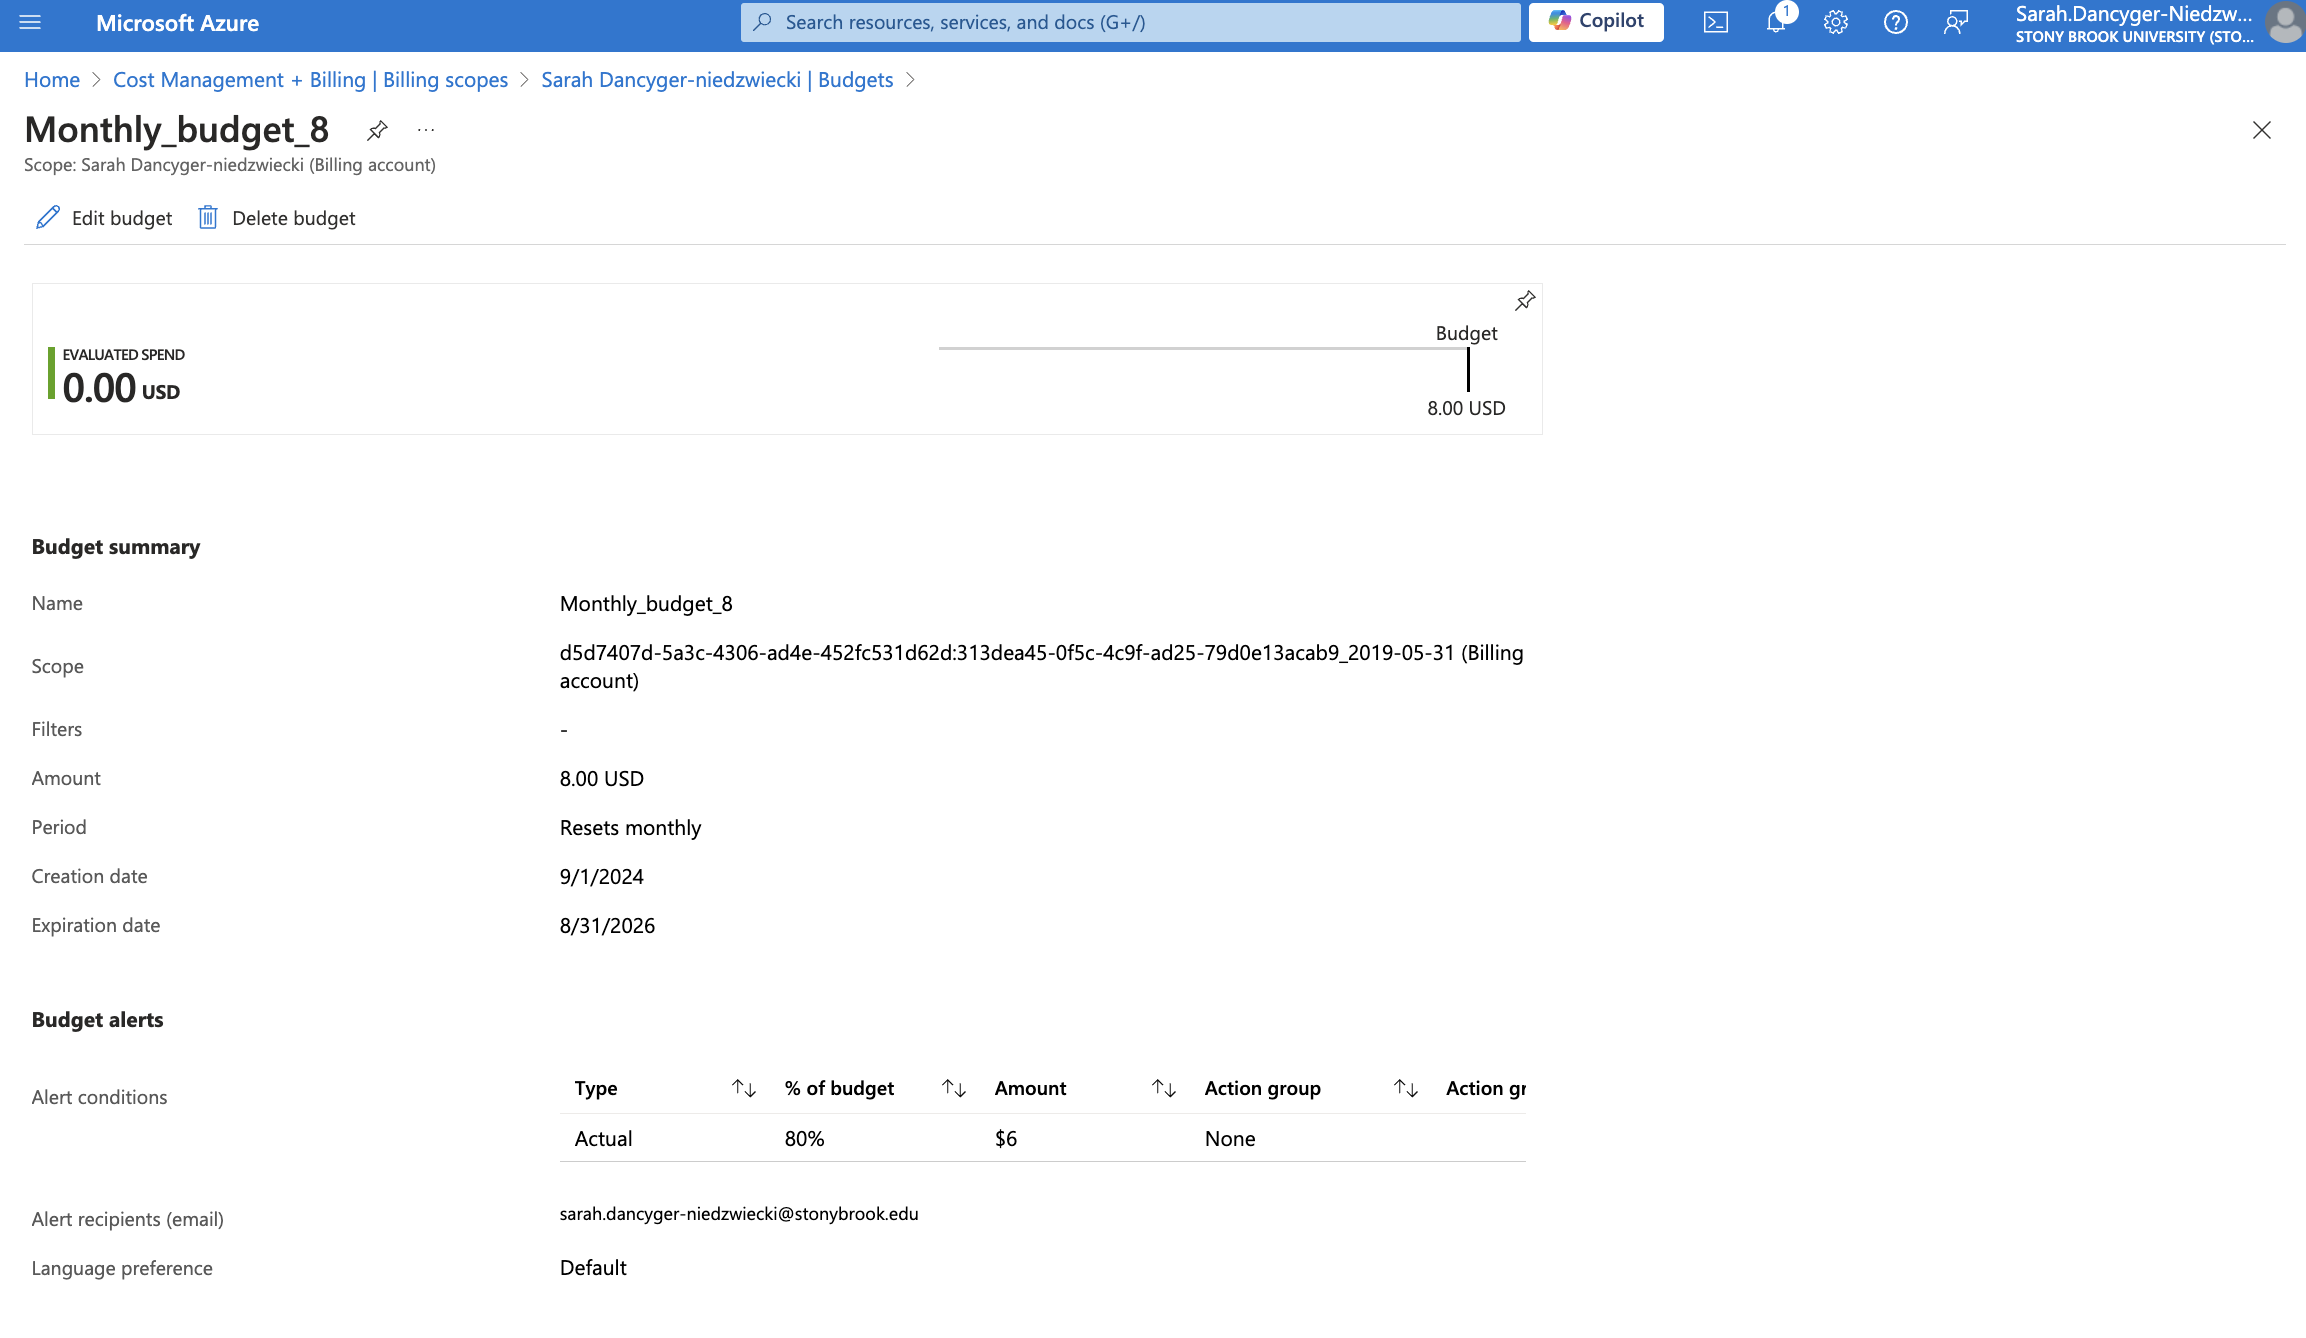 Microsoft Azure
Search resources, services, and docs (G+/)
Copilot
1
Sarah.Dancyger-Niedzw...
STONY BROOK UNIVERSITY (STO...
Home > Cost Management + Billing | Billing scopes > Sarah Dancyger-niedzwiecki | Budgets >
Monthly_budget_8 ...
Scope: Sarah Dancyger-niedzwiecki (Billing account)
Edit budget Delete budget
Budget
EVALUATED SPEND
0.00 USD
8.00 USD
Budget summary
Name Monthly_budget_8
Scope d5d7407d-5a3c-4306-ad4e-452fc531d62d:313dea45-0f5c-4c9f-ad25-79d0e13acab9_2019-05-31 (Billing
account)
Filters -
Amount 8.00 USD
Period Resets monthly
Creation date 9/1/2024
Expiration date 8/31/2026
Budget alerts
Alert conditions
Type % of budget Amount Action group Action gr
Actual 80% $6 None
Alert recipients (email) sarah.dancyger-niedzwiecki@stonybrook.edu
Language preference Default